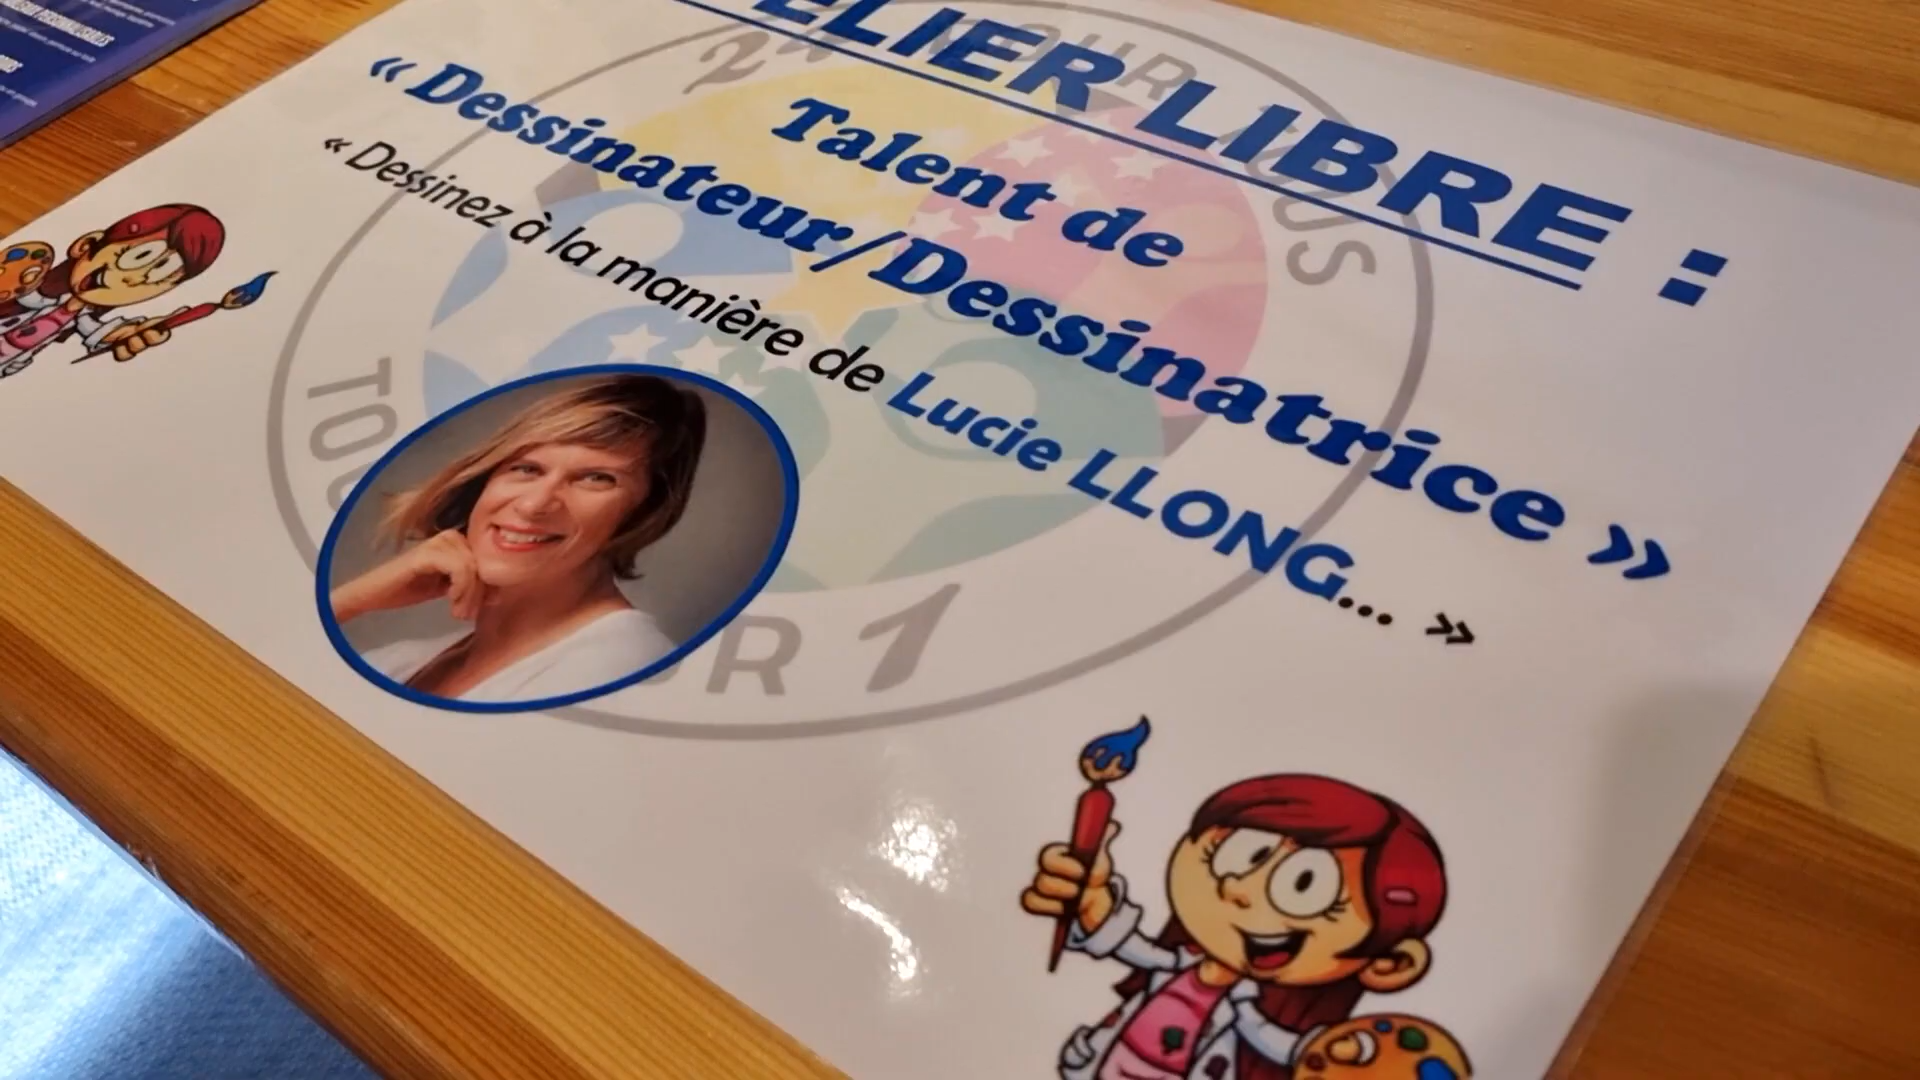 ELIER LIBRE :
Talent de
« Dessinateur/Dessinatrice »
« Dessinez à la manière de Lucie LLONG... »